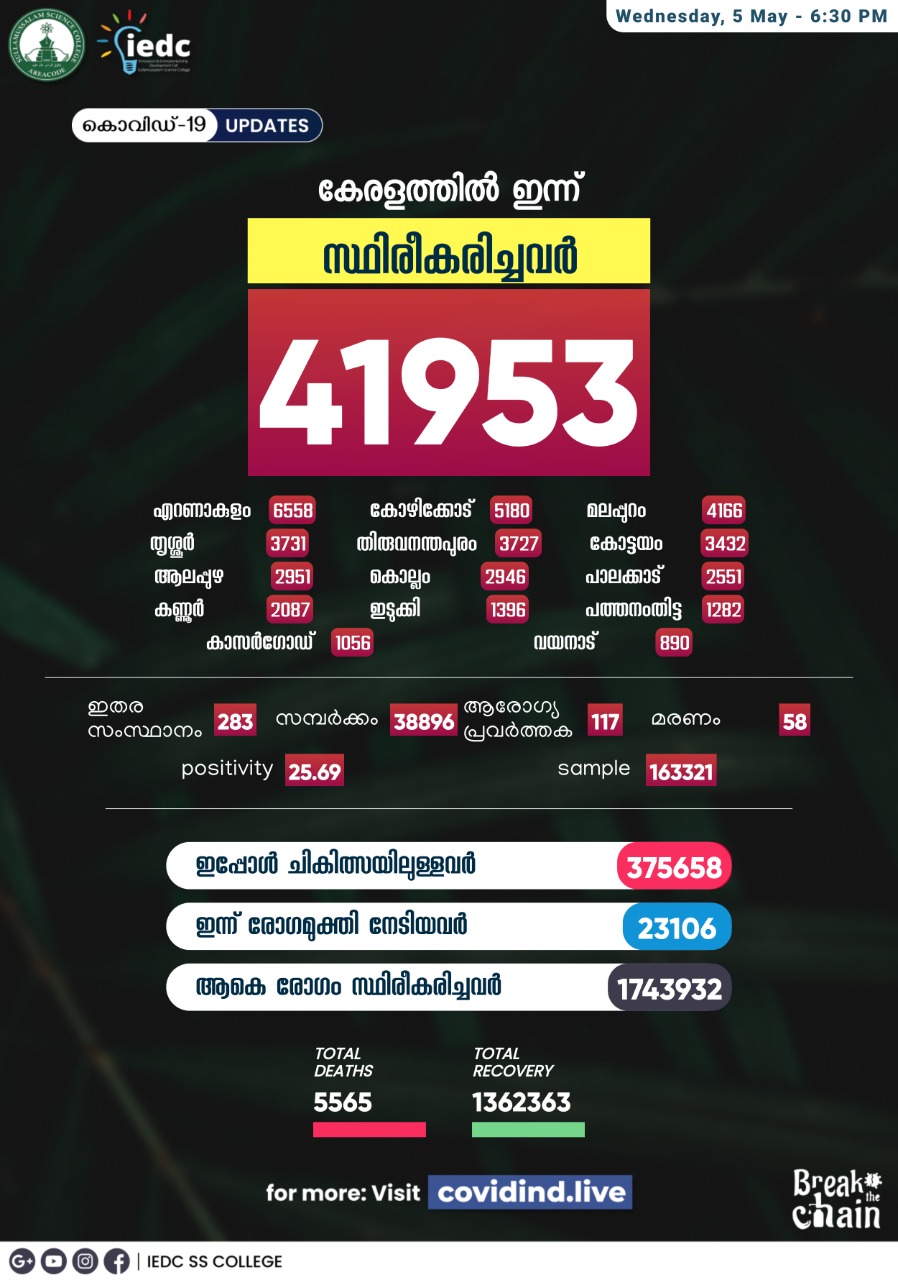 Wednesday, 5 May - 6:30 PM
SULLAMUSSALAM SCIENCE COLLEGE
AREACODE
iedc
കൊവിഡ്-19 UPDATES
കേരളത്തിൽ ഇന്ന്
സ്ഥിരീകരിച്ചവർ
41953
എറണാകുളം 6558 കോഴിക്കോട് 5180 മലപ്പുറം 4166
തൃശ്ശൂർ 3731 തിരുവനന്തപുരം 3727 കോട്ടയം 3432
ആലപ്പുഴ 2951 കൊല്ലം 2946 പാലക്കാട് 2551
കണ്ണൂർ 2087 ഇടുക്കി 1396 പത്തനംതിട്ട 1282
കാസർഗോഡ് 1056 വയനാട് 890
ഇതര സംസ്ഥാനം 283 സമ്പർക്കം 38896 ആരോഗ്യ പ്രവർത്തക 117 മരണം 58
positivity 25.69 sample 163321
ഇപ്പോൾ ചികിത്സയിലുള്ളവർ 375658
ഇന്ന് രോഗമുക്തി നേടിയവർ 23106
ആകെ രോഗം സ്ഥിരീകരിച്ചവർ 1743932
TOTAL DEATHS
5565
TOTAL RECOVERY
1362363
for more: Visit covidind.live
Break the chain
G+ f | IEDC SS COLLEGE